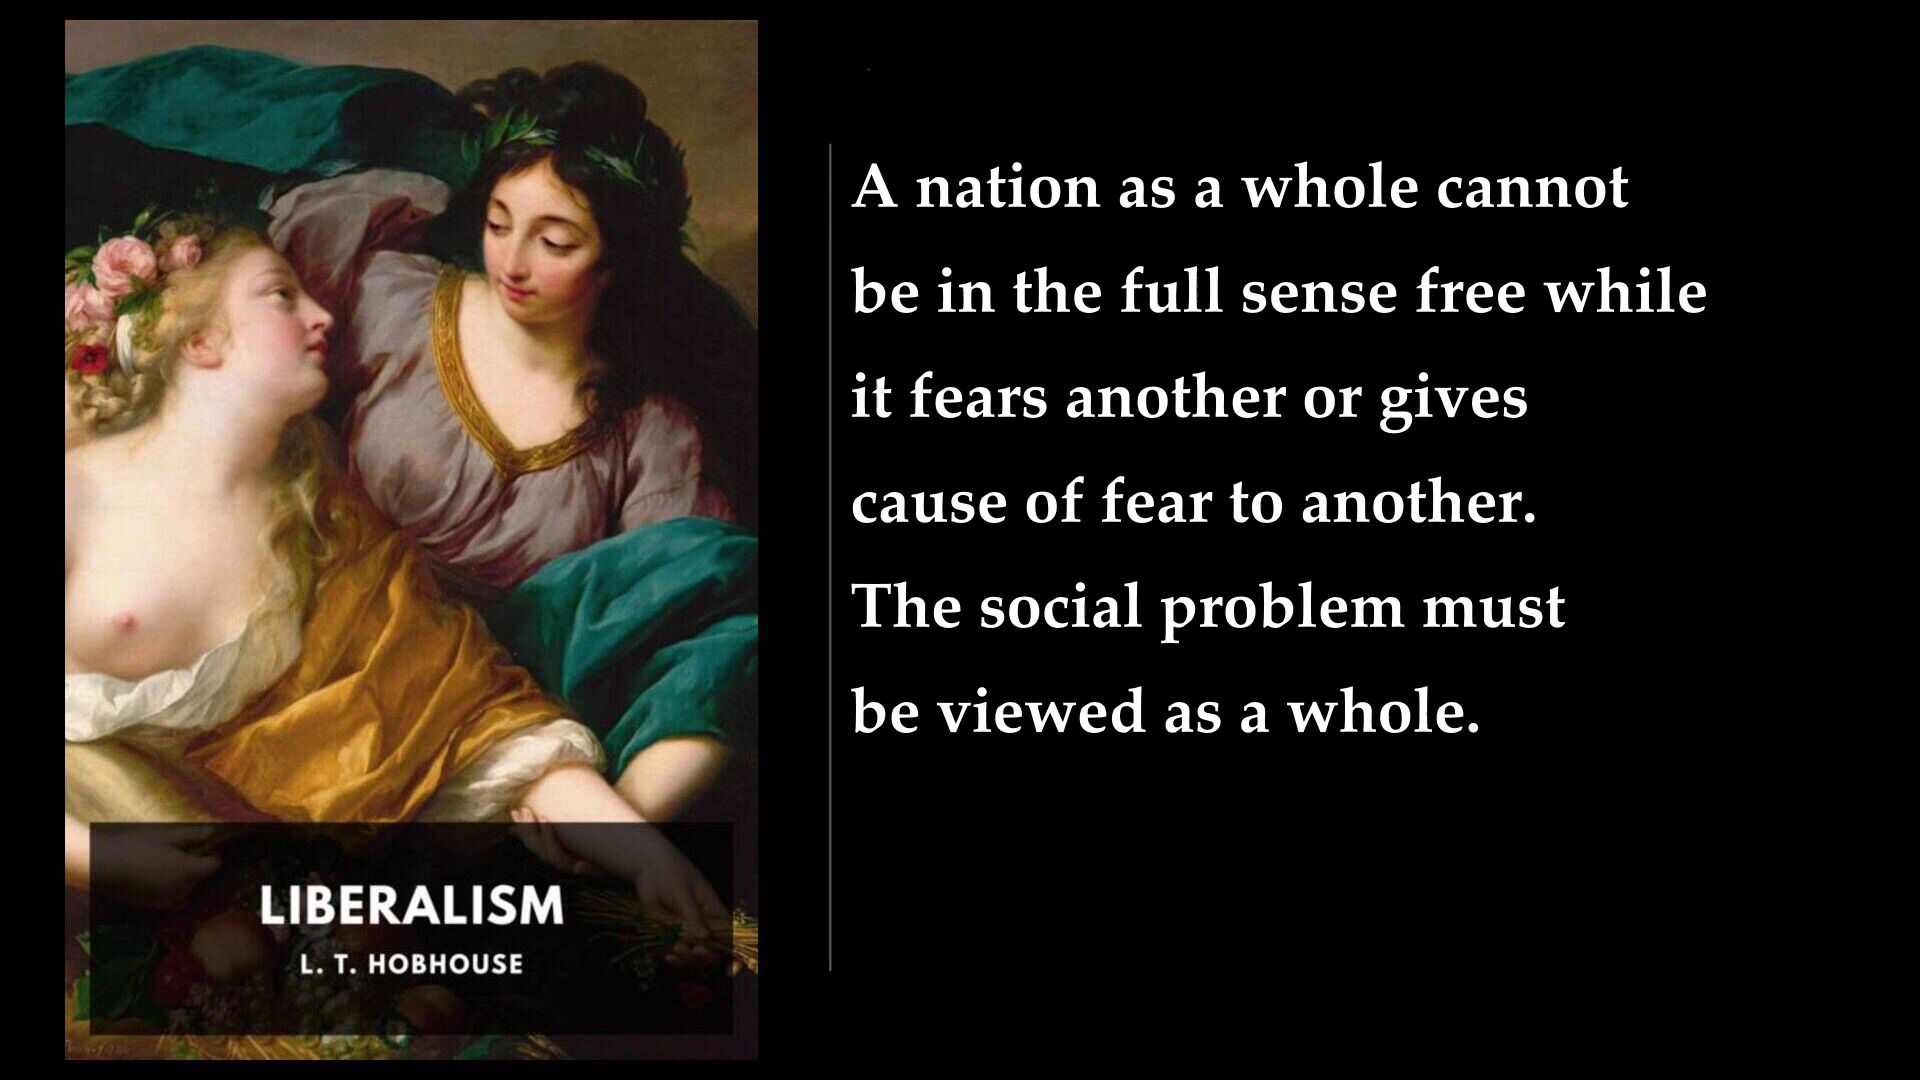 LIBERALISM
L. T. HOBHOUSE
A nation as a whole cannot
be in the full sense free while
it fears another or gives
cause of fear to another.
The social problem must
be viewed as a whole.